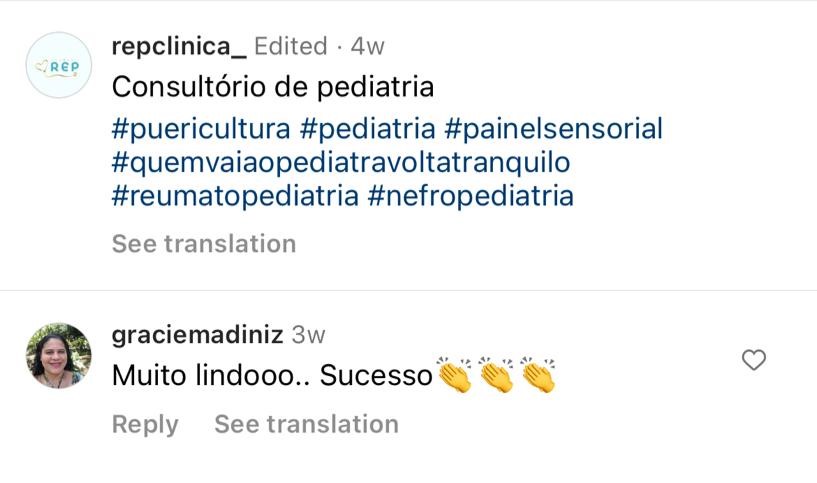 REP
repclinica_ Edited · 4w
Consultório de pediatria
#puericultura #pediatria #painelsensorial
#quemvaiaopediatravoltatranquilo
#reumatopediatria #nefropediatria
See translation
graciemadiniz 3w
Muito lindooo.. Sucesso👏👏👏
Reply See translation